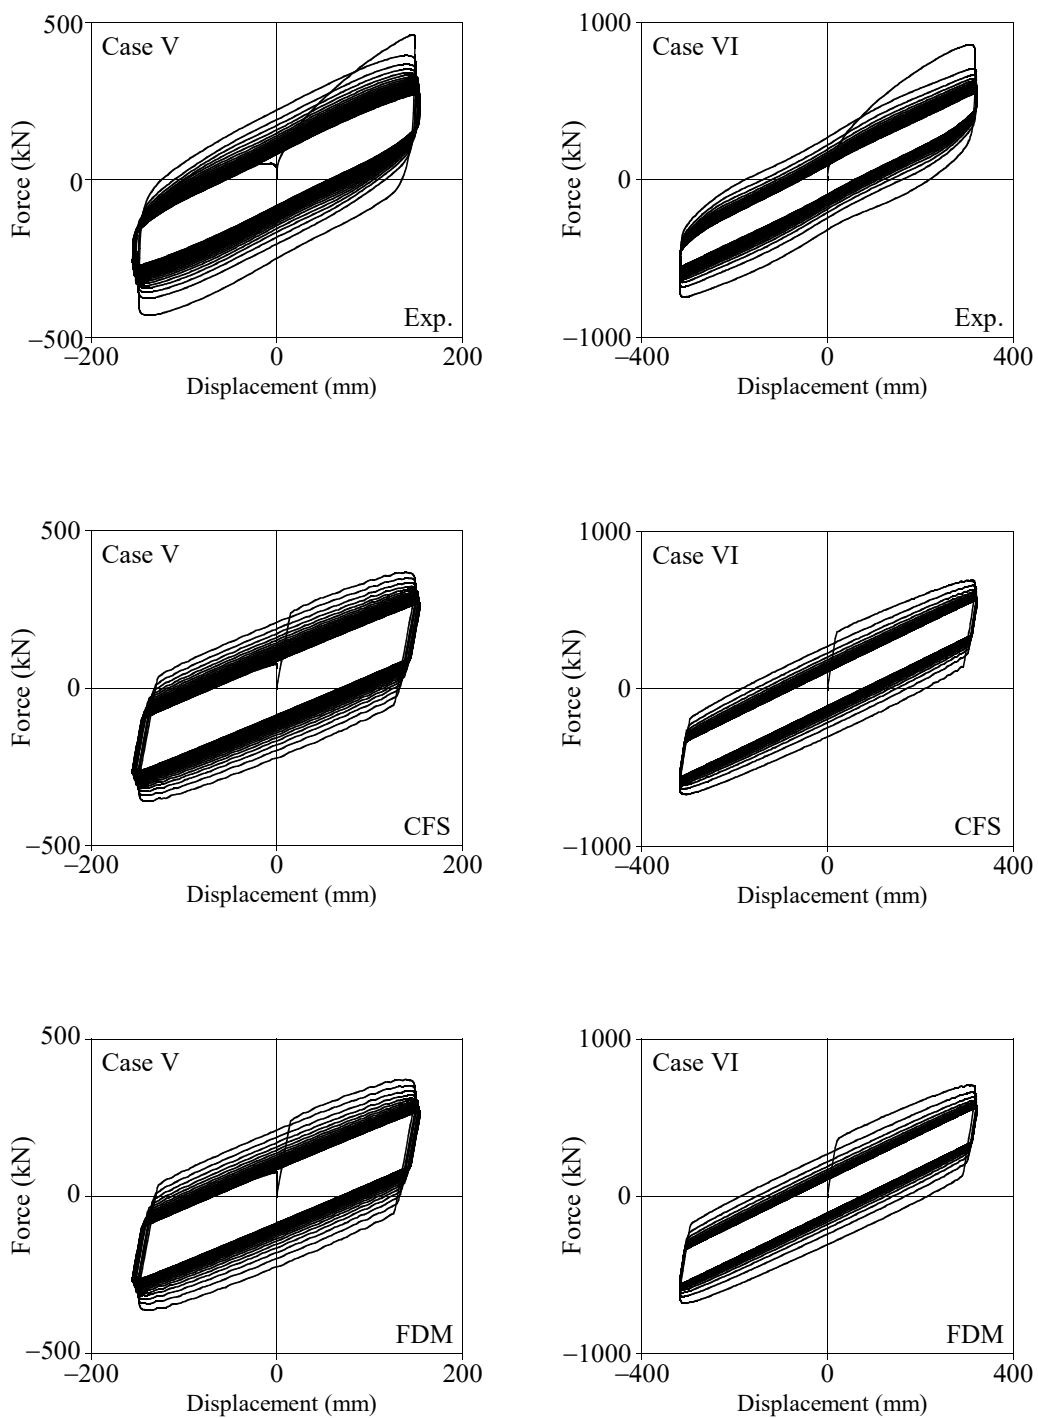 500
Case V
Force (kN)
0
Exp.
−500
−200
0
200
Displacement (mm)
1000
Case VI
Force (kN)
0
Exp.
−1000
−400
0
400
Displacement (mm)
500
Case V
Force (kN)
0
CFS
−500
−200
0
200
Displacement (mm)
1000
Case VI
Force (kN)
0
CFS
−1000
−400
0
400
Displacement (mm)
500
Case V
Force (kN)
0
FDM
−500
−200
0
200
Displacement (mm)
1000
Case VI
Force (kN)
0
FDM
−1000
−400
0
400
Displacement (mm)